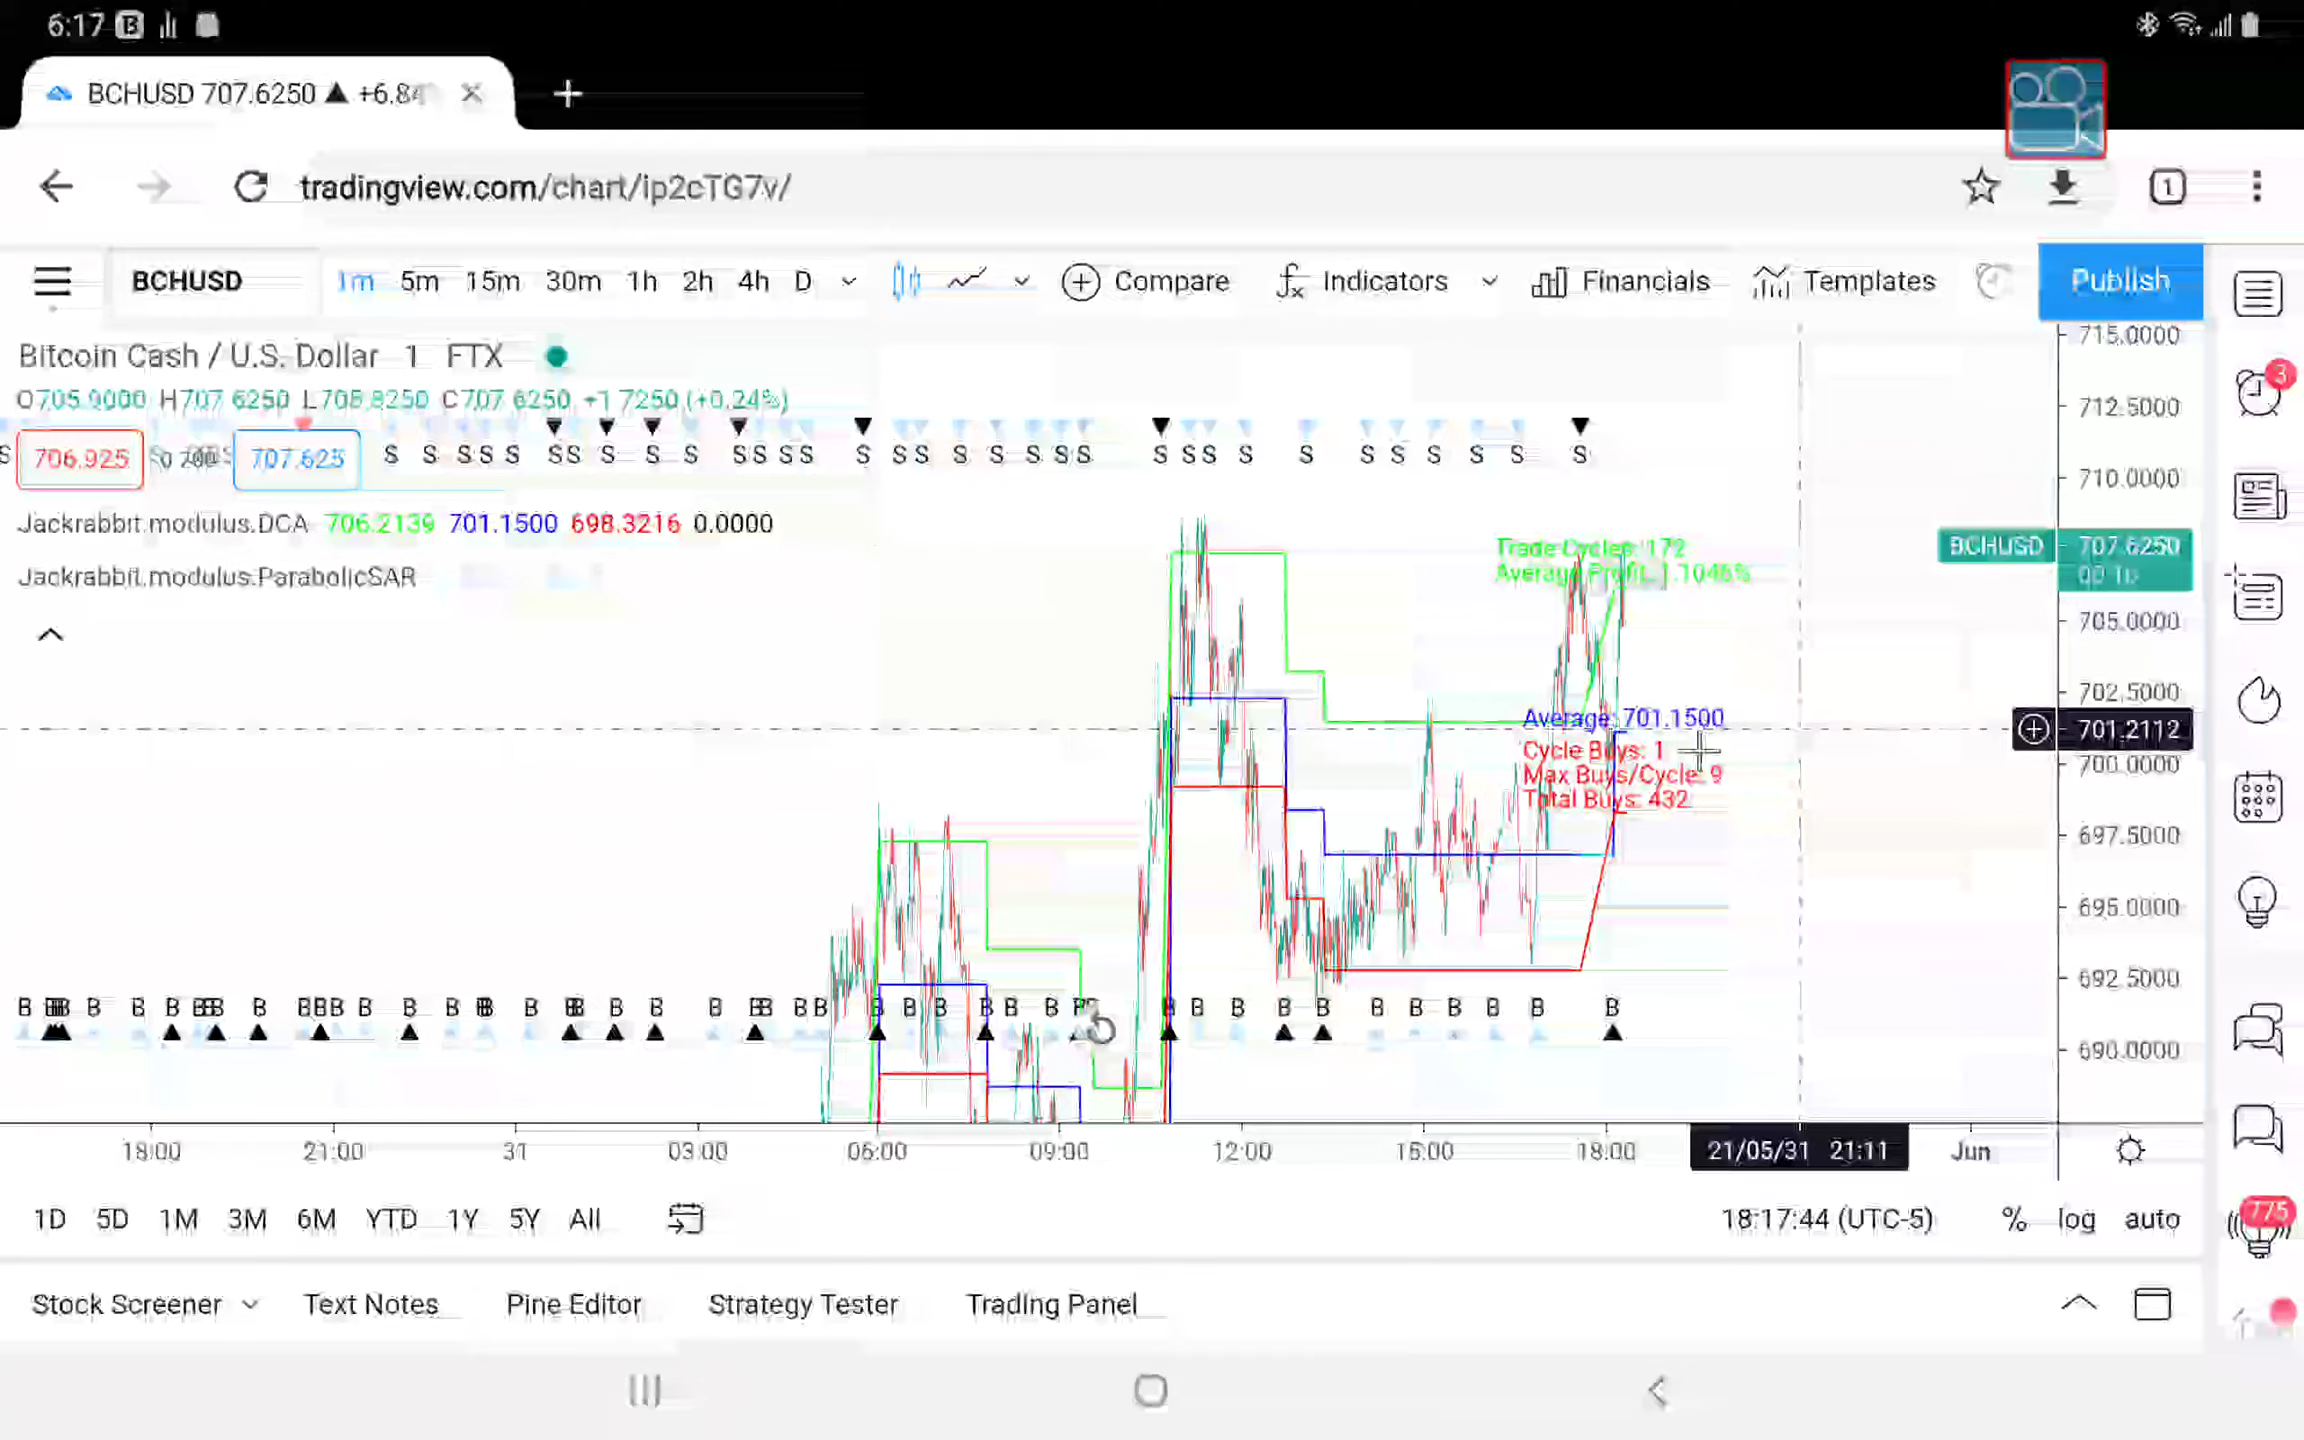 6:17
BCHUSD 707.6250 ▲ +6.84
tradingview.com/chart/ip2cTG7v/
1
BCHUSD 1m 5m 15m 30m 1h 2h 4h D Compare Indicators Financials Templates Publish
Bitcoin Cash / U.S. Dollar 1 FTX
O705.9000 H707.6250 L705.8250 C707.6250 +1.7250 (+0.24%)
S S S S S S S S S S S S S S S S S S S S S S S S S S S S S S
706.925 707.625
Jackrabbit.modulus.DCA 706.2139 701.1500 698.3216 0.0000
Jackrabbit.modulus.ParabolicSAR
Trade Cycles: 172
Average Profit: 1.1046%
Average: 701.1500
Cycle Buys: 1
Max Buys/Cycle: 9
Total Buys: 432
715.0000
712.5000
710.0000
BCHUSD 707.6250
705.0000
702.5000
701.2112
700.0000
697.5000
695.0000
692.5000
690.0000
3
B B B B B B B B B B B B B B B B B B B B B B B B B B B B B B B B B B B B B
18:00 21:00 31 03:00 06:00 09:00 12:00 15:00 18:00 21/05/31 21:11 Jun
1D 5D 1M 3M 6M YTD 1Y 5Y All 18:17:44 (UTC-5) % log auto
775
Stock Screener Text Notes Pine Editor Strategy Tester Trading Panel